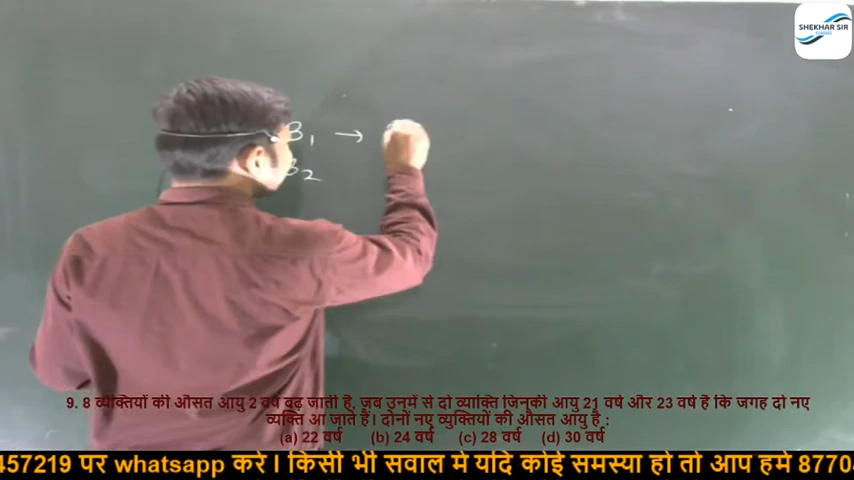 SHEKHAR SIR
CLASSES
B₁ →
B₂
9. 8 व्यक्तियों की औसत आयु 2 वर्ष बढ़ जाती है, जब उनमें से दो व्यक्ति जिनकी आयु 21 वर्ष और 23 वर्ष है कि जगह दो नए
व्यक्ति आ जाते हैं। दोनों नए व्युक्तियों की औसत आयु है :
(a) 22 वर्ष (b) 24 वर्ष (c) 28 वर्ष (d) 30 वर्ष
457219 पर whatsapp करे । किसी भी सवाल मे यदि कोई समस्या हो तो आप हमे 8770